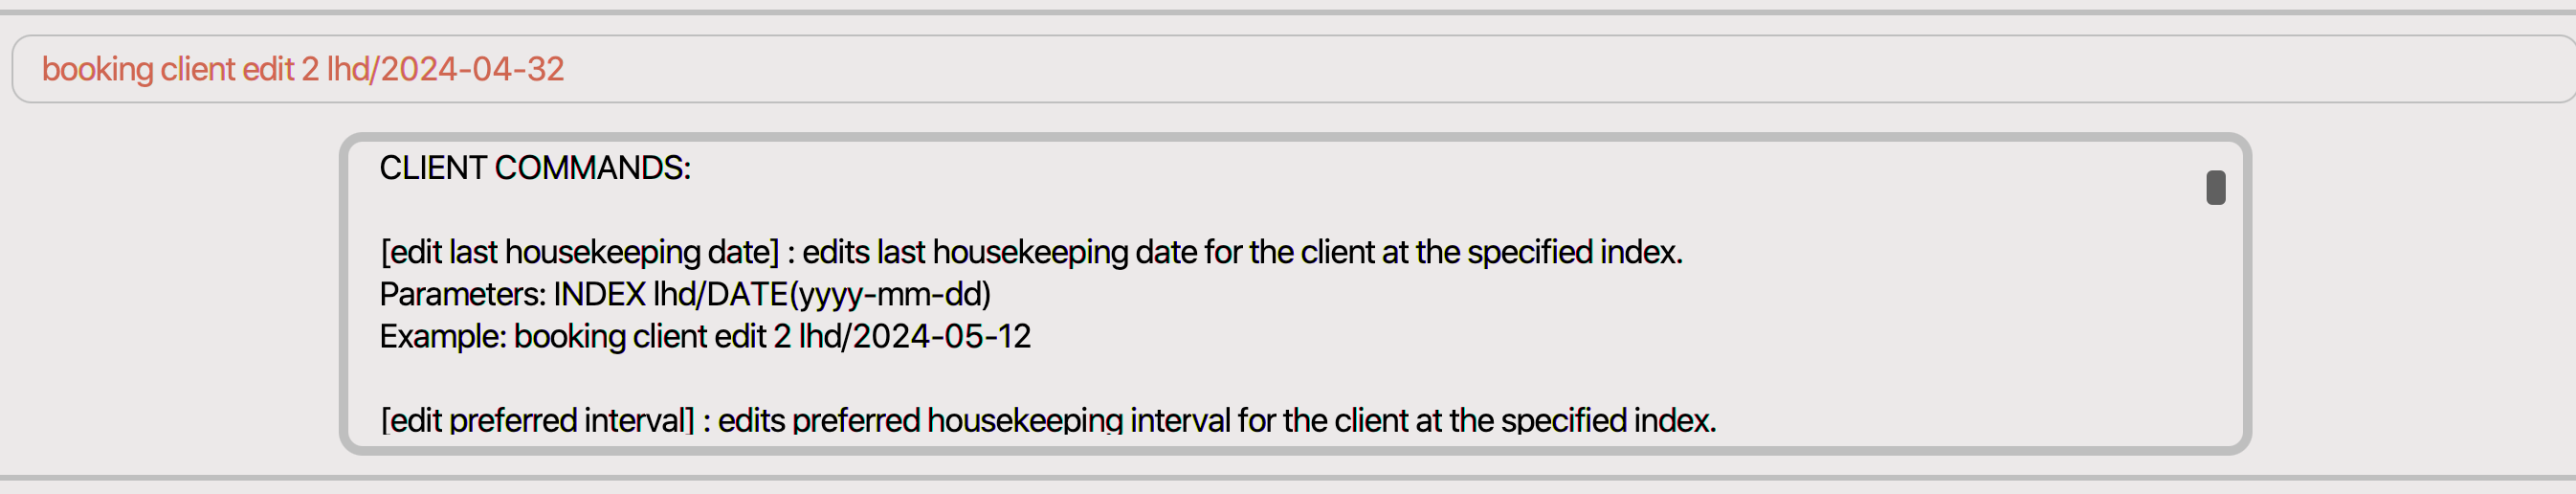 booking client edit 2 lhd/2024-04-32
CLIENT COMMANDS:
[edit last housekeeping date] : edits last housekeeping date for the client at the specified index.
Parameters: INDEX lhd/DATE(yyyy-mm-dd)
Example: booking client edit 2 lhd/2024-05-12
[edit preferred interval] : edits preferred housekeeping interval for the client at the specified index.